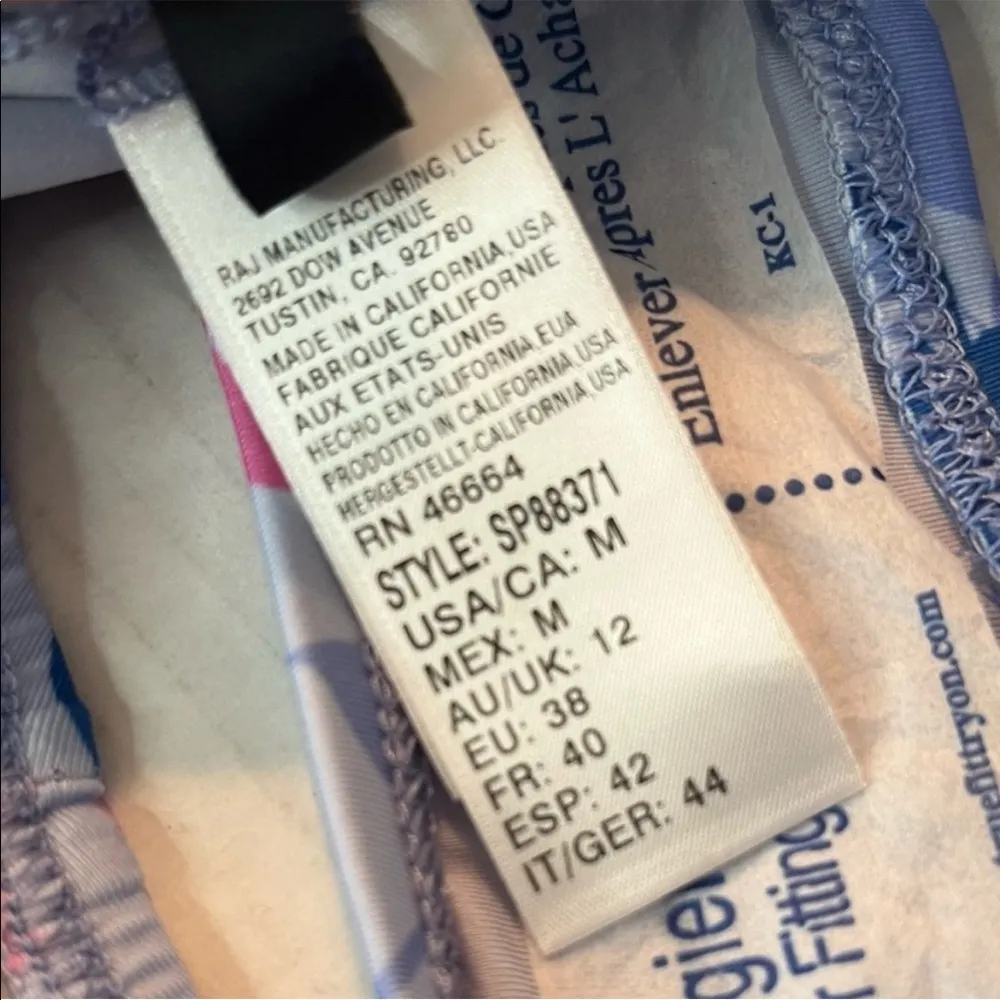 RAJ MANUFACTURING, LLC.
2692 DOW AVENUE
TUSTIN, CA. 92780
MADE IN CALIFORNIA, USA
FABRIQUE CALIFORNIE
AUX ETATS-UNIS
HECHO EN CALIFORNIA, EUA
PRODOTTO IN CALIFORNIA, USA
HERGESTELLT-CALIFORNIA, USA
RN 46664
STYLE: SP88371
USA/CA: M
MEX: M
AU/UK: 12
EU: 38
FR: 40
ESP: 42
IT/GER: 44
Enlever Apres L'Acha
KC-1
Fitting